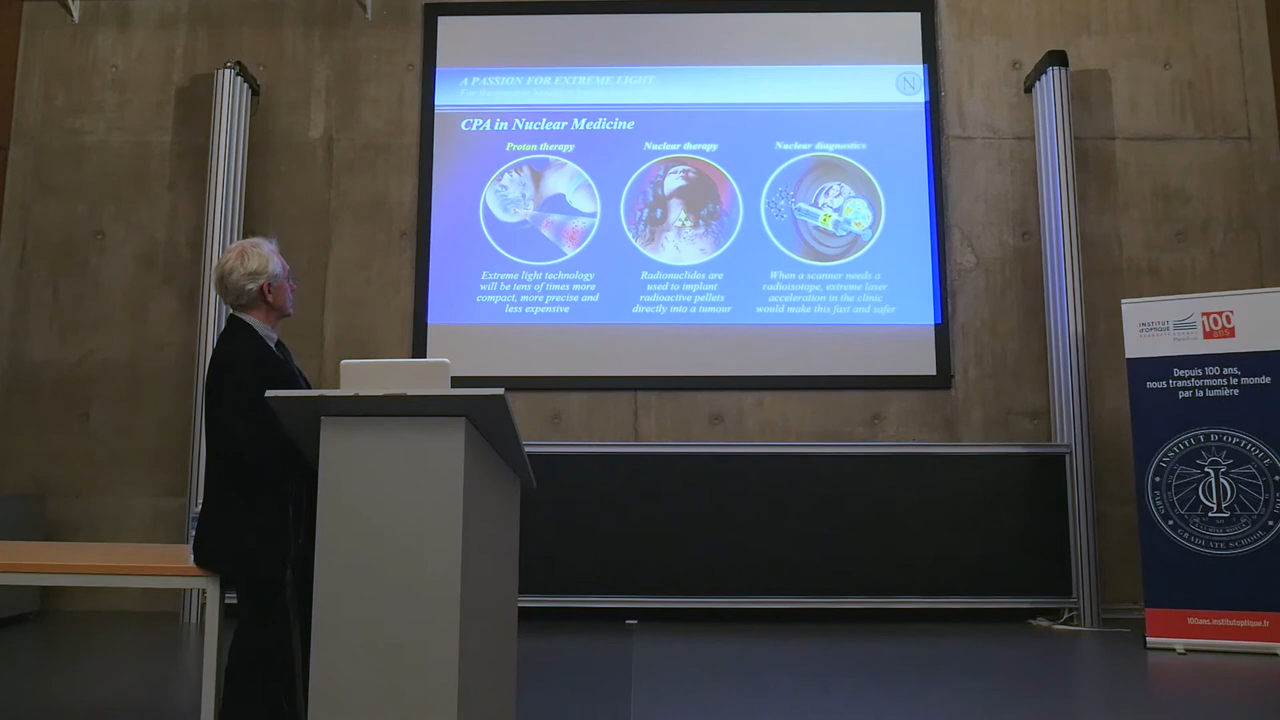 A PASSION FOR EXTREME LIGHT
N
CPA in Nuclear Medicine
Proton therapy
Extreme light technology
will be tens of times more
compact, more precise and
less expensive
Nuclear therapy
Radionuclides are
used to implant
radioactive pellets
directly into a tumour
Nuclear diagnostics
When a scanner needs a
radioisotope, extreme laser
acceleration in the clinic
would make this fast and safer
INSTITUT
d'OPTIQUE
GRADUATE SCHOOL
ParisTech
100
ans
Depuis 100 ans,
nous transformons le monde
par la lumière
INSTITUT D'OPTIQUE
PARIS
GRADUATE SCHOOL
100ans.institutoptique.fr